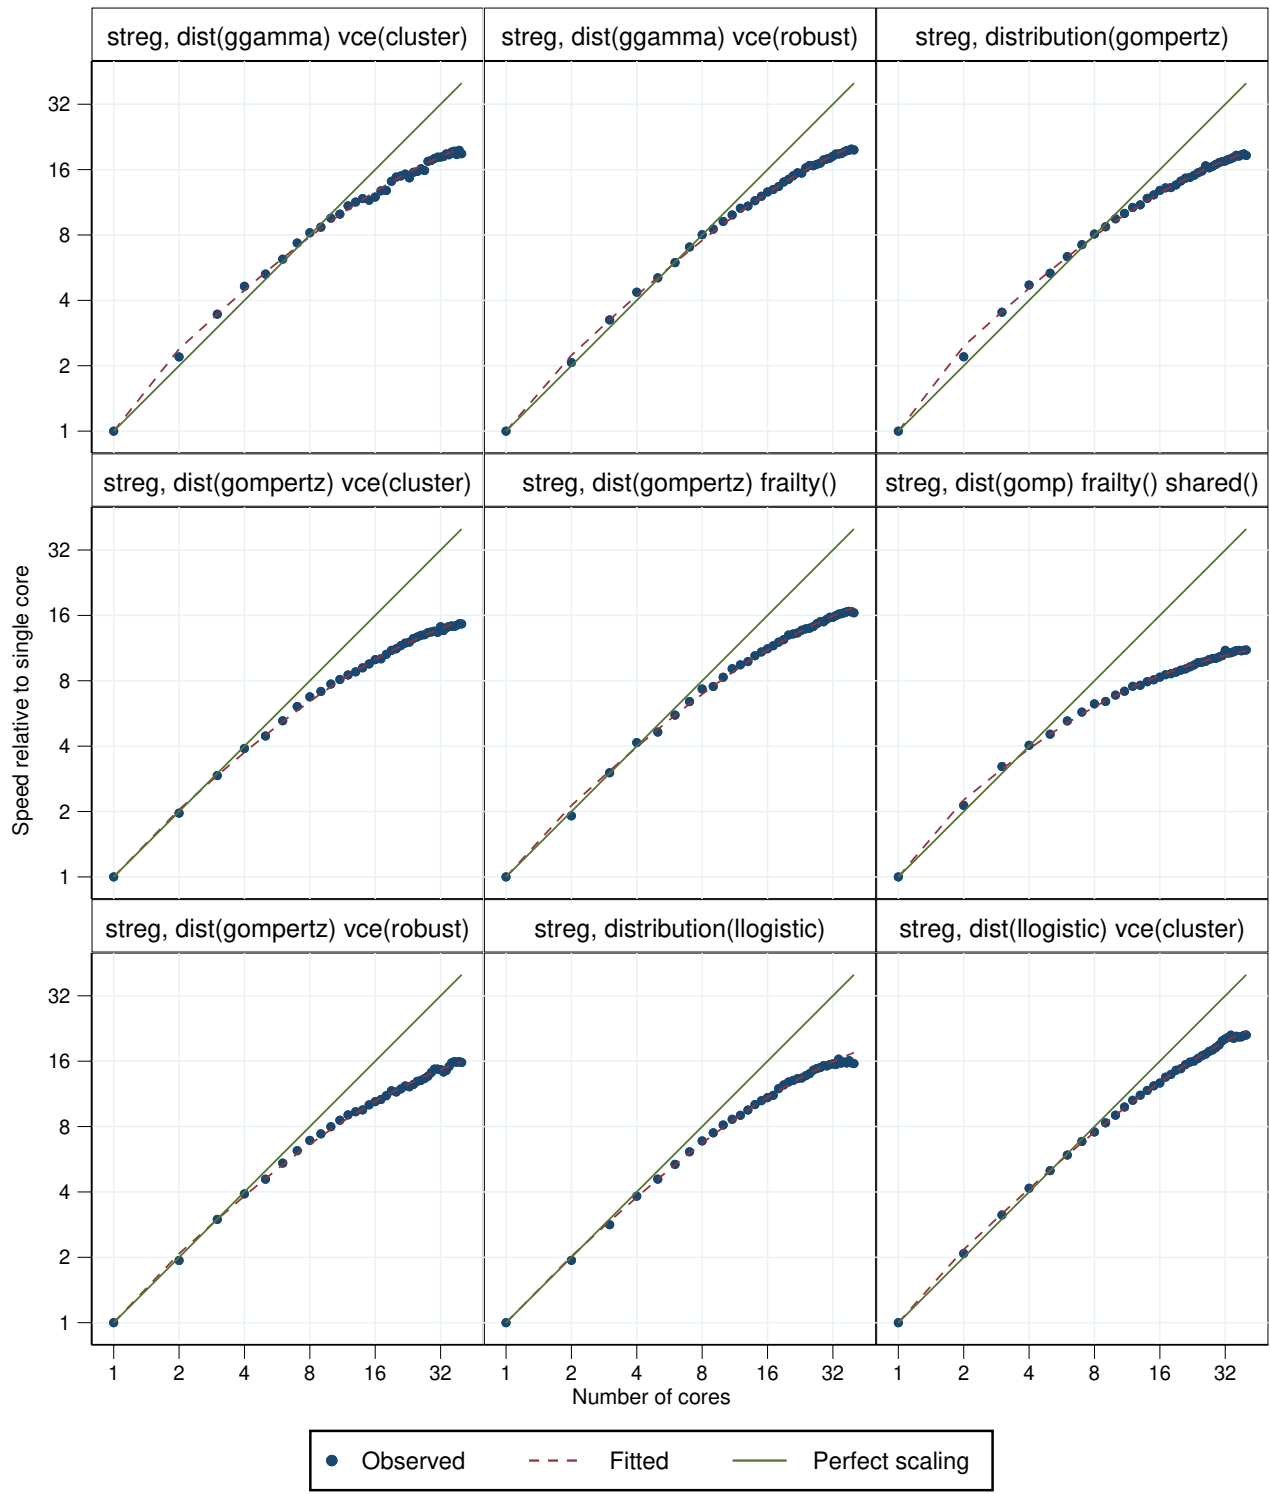 streg, dist(ggamma) vce(cluster)
streg, dist(ggamma) vce(robust)
streg, distribution(gompertz)
32
16
8
4
2
1
streg, dist(gompertz) vce(cluster)
streg, dist(gompertz) frailty()
streg, dist(gomp) frailty() shared()
32
16
8
4
2
1
Speed relative to single core
streg, dist(gompertz) vce(robust)
streg, distribution(llogistic)
streg, dist(llogistic) vce(cluster)
32
16
8
4
2
1
1 2 4 8 16 32
1 2 4 8 16 32
1 2 4 8 16 32
Number of cores
Observed
Fitted
Perfect scaling